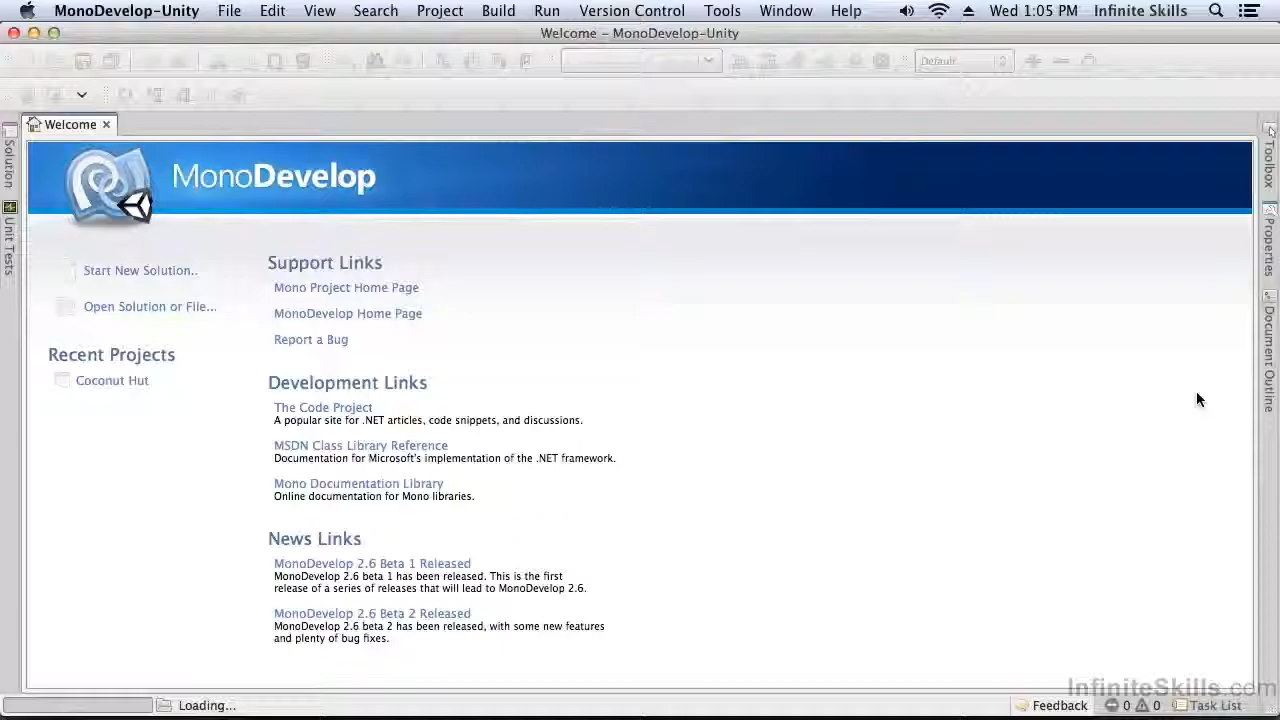 MonoDevelop-Unity File Edit View Search Project Build Run Version Control Tools Window Help Wed 1:05 PM Infinite Skills
Welcome – MonoDevelop-Unity
Default
Welcome
Solution
Unit Tests
Toolbox
Properties
Document Outline
MonoDevelop
Start New Solution..
Open Solution or File...
Recent Projects
Coconut Hut
Support Links
Mono Project Home Page
MonoDevelop Home Page
Report a Bug
Development Links
The Code Project
A popular site for .NET articles, code snippets, and discussions.
MSDN Class Library Reference
Documentation for Microsoft's implementation of the .NET framework.
Mono Documentation Library
Online documentation for Mono libraries.
News Links
MonoDevelop 2.6 Beta 1 Released
MonoDevelop 2.6 beta 1 has been released. This is the first
release of a series of releases that will lead to MonoDevelop 2.6.
MonoDevelop 2.6 Beta 2 Released
MonoDevelop 2.6 beta 2 has been released, with some new features
and plenty of bug fixes.
InfiniteSkills.com
Loading... Feedback 0 0 Task List